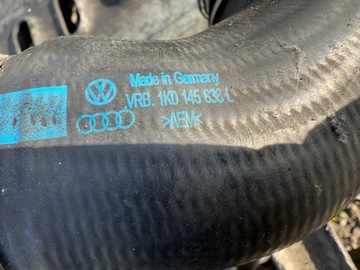 Made in Germany
VRB. 1K0 145 838 L
>AEM<